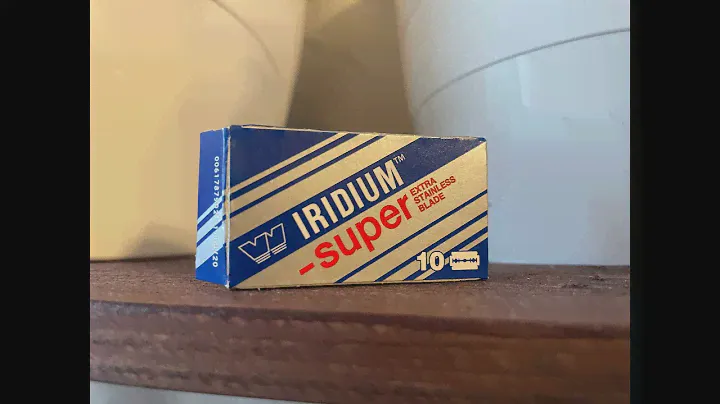 IRIDIUM™
-super
EXTRA
STAINLESS
BLADE
10